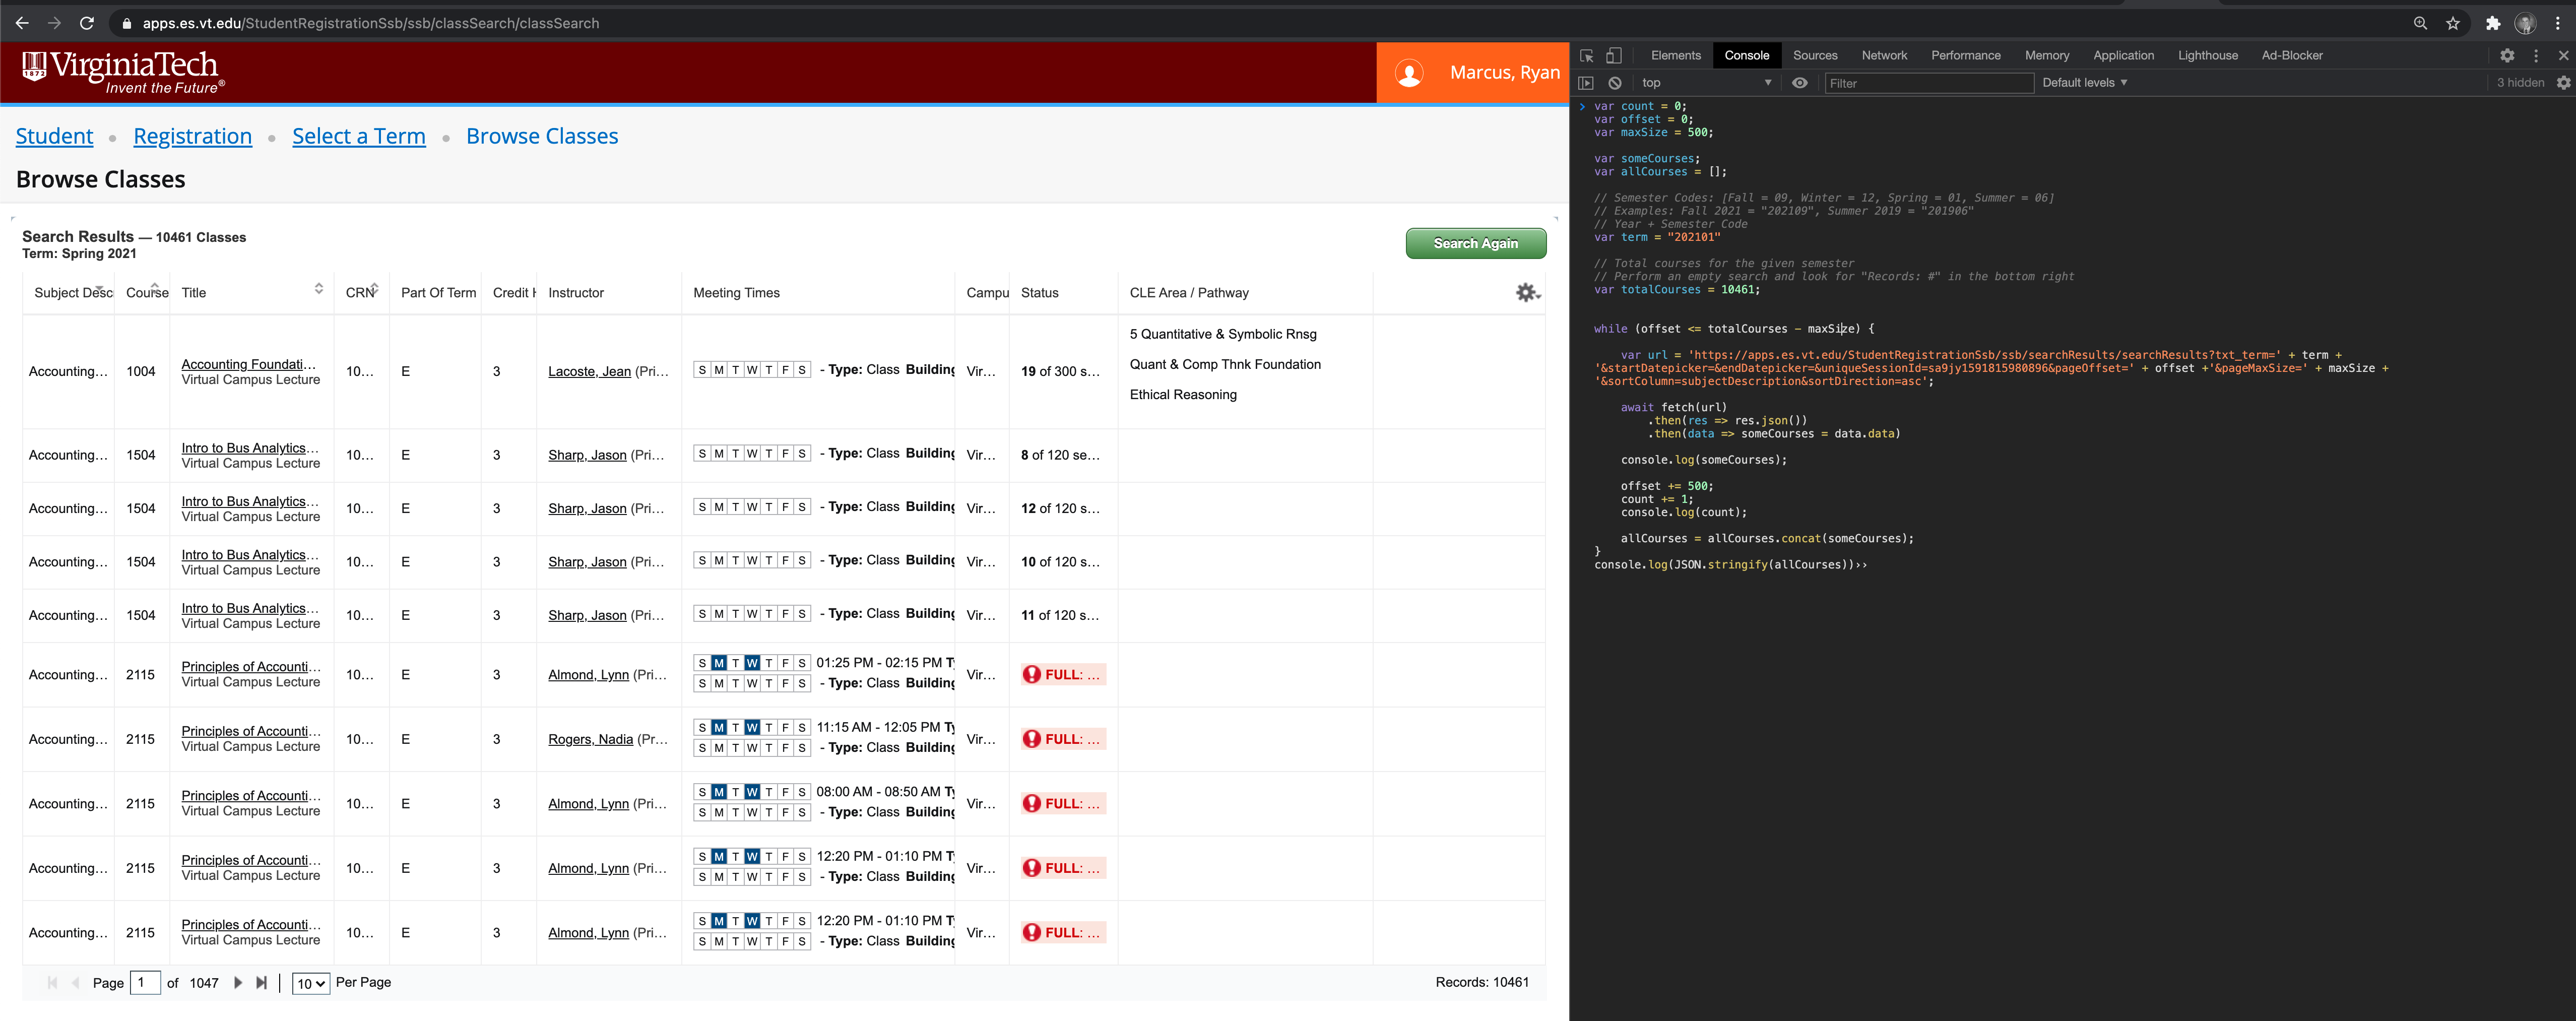 apps.es.vt.edu/StudentRegistrationSsb/ssb/classSearch/classSearch
1872 VirginiaTech
Invent the Future®
Marcus, Ryan
Student • Registration • Select a Term • Browse Classes
Browse Classes
Search Results — 10461 Classes
Term: Spring 2021
Search Again
Subject Desc Course Title CRN Part Of Term Credit H Instructor Meeting Times Campu Status CLE Area / Pathway
Accounting... 1004 Accounting Foundati... Virtual Campus Lecture 10... E 3 Lacoste, Jean (Pri... S M T W T F S - Type: Class Building Vir... 19 of 300 s... 5 Quantitative & Symbolic Rnsg
Quant & Comp Thnk Foundation
Ethical Reasoning
Accounting... 1504 Intro to Bus Analytics... Virtual Campus Lecture 10... E 3 Sharp, Jason (Pri... S M T W T F S - Type: Class Building Vir... 8 of 120 se...
Accounting... 1504 Intro to Bus Analytics... Virtual Campus Lecture 10... E 3 Sharp, Jason (Pri... S M T W T F S - Type: Class Building Vir... 12 of 120 s...
Accounting... 1504 Intro to Bus Analytics... Virtual Campus Lecture 10... E 3 Sharp, Jason (Pri... S M T W T F S - Type: Class Building Vir... 10 of 120 s...
Accounting... 1504 Intro to Bus Analytics... Virtual Campus Lecture 10... E 3 Sharp, Jason (Pri... S M T W T F S - Type: Class Building Vir... 11 of 120 s...
Accounting... 2115 Principles of Accounti... Virtual Campus Lecture 10... E 3 Almond, Lynn (Pri... S M T W T F S 01:25 PM - 02:15 PM Ty S M T W T F S - Type: Class Building Vir... FULL: ...
Accounting... 2115 Principles of Accounti... Virtual Campus Lecture 10... E 3 Rogers, Nadia (Pr... S M T W T F S 11:15 AM - 12:05 PM Ty S M T W T F S - Type: Class Building Vir... FULL: ...
Accounting... 2115 Principles of Accounti... Virtual Campus Lecture 10... E 3 Almond, Lynn (Pri... S M T W T F S 08:00 AM - 08:50 AM Ty S M T W T F S - Type: Class Building Vir... FULL: ...
Accounting... 2115 Principles of Accounti... Virtual Campus Lecture 10... E 3 Almond, Lynn (Pri... S M T W T F S 12:20 PM - 01:10 PM Ty S M T W T F S - Type: Class Building Vir... FULL: ...
Accounting... 2115 Principles of Accounti... Virtual Campus Lecture 10... E 3 Almond, Lynn (Pri... S M T W T F S 12:20 PM - 01:10 PM Ty S M T W T F S - Type: Class Building Vir... FULL: ...
Page 1 of 1047 | 10 Per Page Records: 10461
Elements Console Sources Network Performance Memory Application Lighthouse Ad-Blocker
top Filter Default levels 3 hidden
var count = 0;
var offset = 0;
var maxSize = 500;
var someCourses;
var allCourses = [];
// Semester Codes: [Fall = 09, Winter = 12, Spring = 01, Summer = 06]
// Examples: Fall 2021 = "202109", Summer 2019 = "201906"
// Year + Semester Code
var term = "202101"
// Total courses for the given semester
// Perform an empty search and look for "Records: #" in the bottom right
var totalCourses = 10461;
while (offset <= totalCourses - maxSize) {
var url = 'https://apps.es.vt.edu/StudentRegistrationSsb/ssb/searchResults/searchResults?txt_term=' + term +
'&startDatepicker=&endDatepicker=&uniqueSessionId=sa9jy1591815980896&pageOffset=' + offset +'&pageMaxSize=' + maxSize +
'&sortColumn=subjectDescription&sortDirection=asc';
await fetch(url)
.then(res => res.json())
.then(data => someCourses = data.data)
console.log(someCourses);
offset += 500;
count += 1;
console.log(count);
allCourses = allCourses.concat(someCourses);
}
console.log(JSON.stringify(allCourses))››